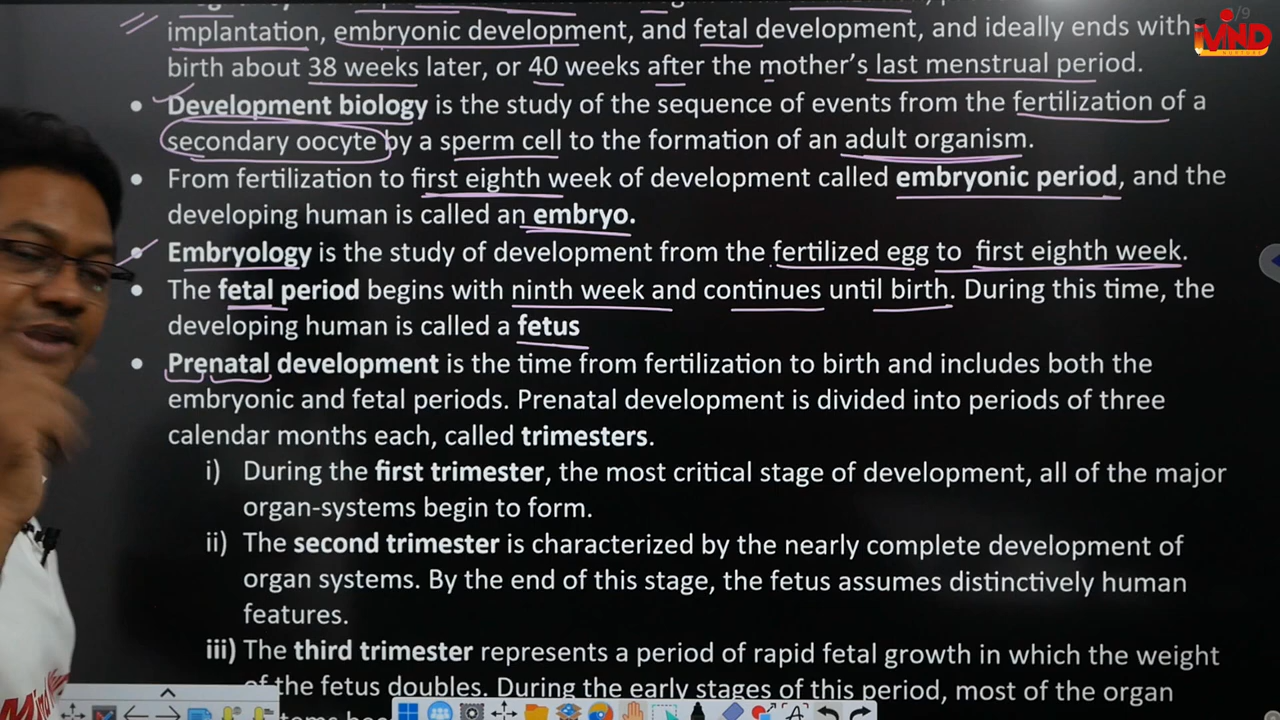 /9
MIND
implantation, embryonic development, and fetal development, and ideally ends with
birth about 38 weeks later, or 40 weeks after the mother's last menstrual period.
• Development biology is the study of the sequence of events from the fertilization of a
secondary oocyte by a sperm cell to the formation of an adult organism.
• From fertilization to first eighth week of development called embryonic period, and the
developing human is called an embryo.
• Embryology is the study of development from the fertilized egg to first eighth week.
• The fetal period begins with ninth week and continues until birth. During this time, the
developing human is called a fetus
• Prenatal development is the time from fertilization to birth and includes both the
embryonic and fetal periods. Prenatal development is divided into periods of three
calendar months each, called trimesters.
i) During the first trimester, the most critical stage of development, all of the major
organ-systems begin to form.
ii) The second trimester is characterized by the nearly complete development of
organ systems. By the end of this stage, the fetus assumes distinctively human
features.
iii) The third trimester represents a period of rapid fetal growth in which the weight
of the fetus doubles. During the early stages of this period, most of the organ